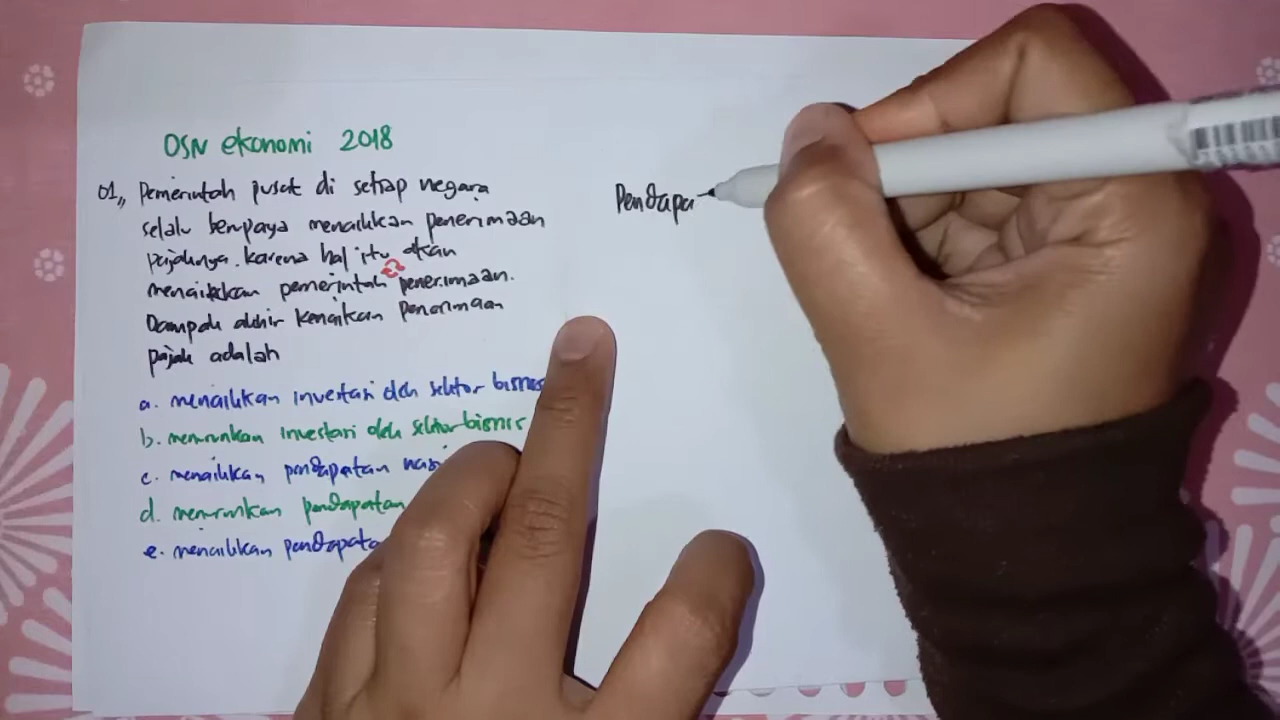 OSN ekonomi 2018
01,, Pemerintah pusat di setiap negara
selalu berupaya menaikkan penerimaan
pajaknya. karena hal itu akan
menaikkan pemerintah penerimaan.
Dampak akhir kenaikan penerimaan
pajak adalah
a. menaikkan investasi oleh sektor bisnis
b. menurunkan investasi oleh sektor bisnis
c. menaikkan pendapatan nasi
d. menurunkan pendapatan
e. menaikkan pendapata
Pendapa